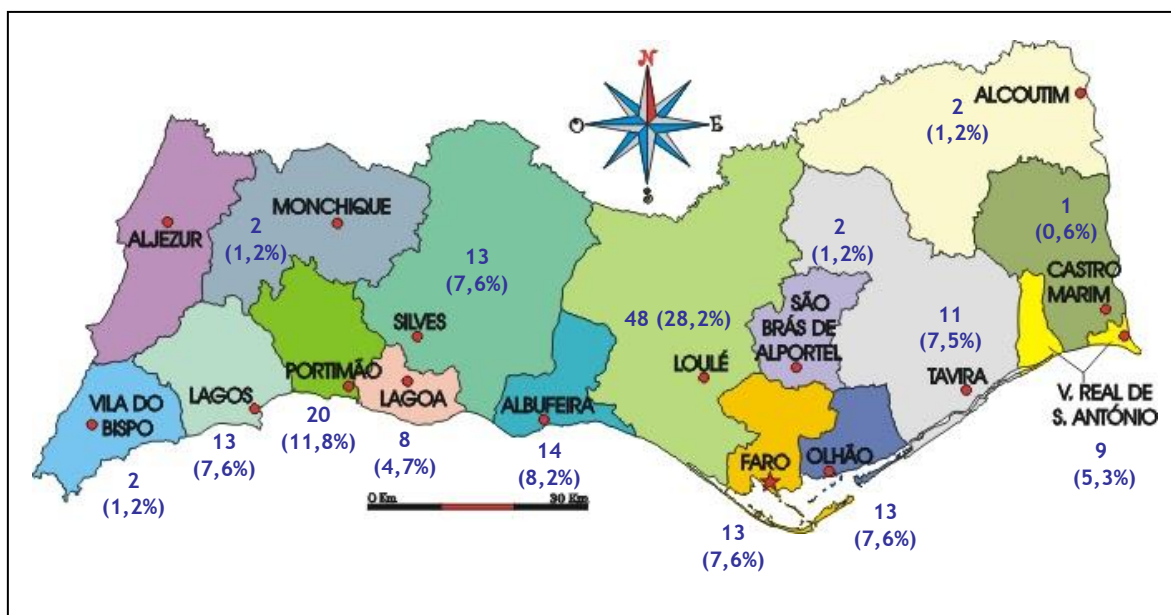 N
O
E
S
ALCOUTIM
2
(1,2%)
ALJEZUR
MONCHIQUE
2
(1,2%)
13
(7,6%)
2
(1,2%)
1
(0,6%)
CASTRO
MARIM
SILVES
48 (28,2%)
SÃO
BRÁS DE
ALPORTEL
11
(7,5%)
LOULÉ
TAVIRA
PORTIMÃO
LAGOA
LAGOS
ALBUFEIRA
VILA DO
BISPO
V. REAL DE
S. ANTÓNIO
20
(11,8%)
8
(4,7%)
13
(7,6%)
14
(8,2%)
FARO
OLHÃO
9
(5,3%)
2
(1,2%)
0 Km
30 Km
13
(7,6%)
13
(7,6%)